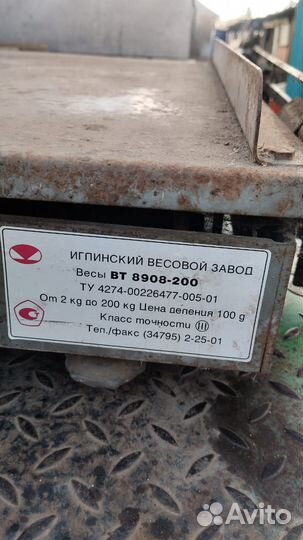 ИГЛИНСКИЙ ВЕСОВОЙ ЗАВОД
Весы ВТ 8908-200
ТУ 4274-00226477-005-01
От 2 kg до 200 kg Цена деления 100 g
Класс точности III
Тел./факс (34795) 2-25-01
Avito